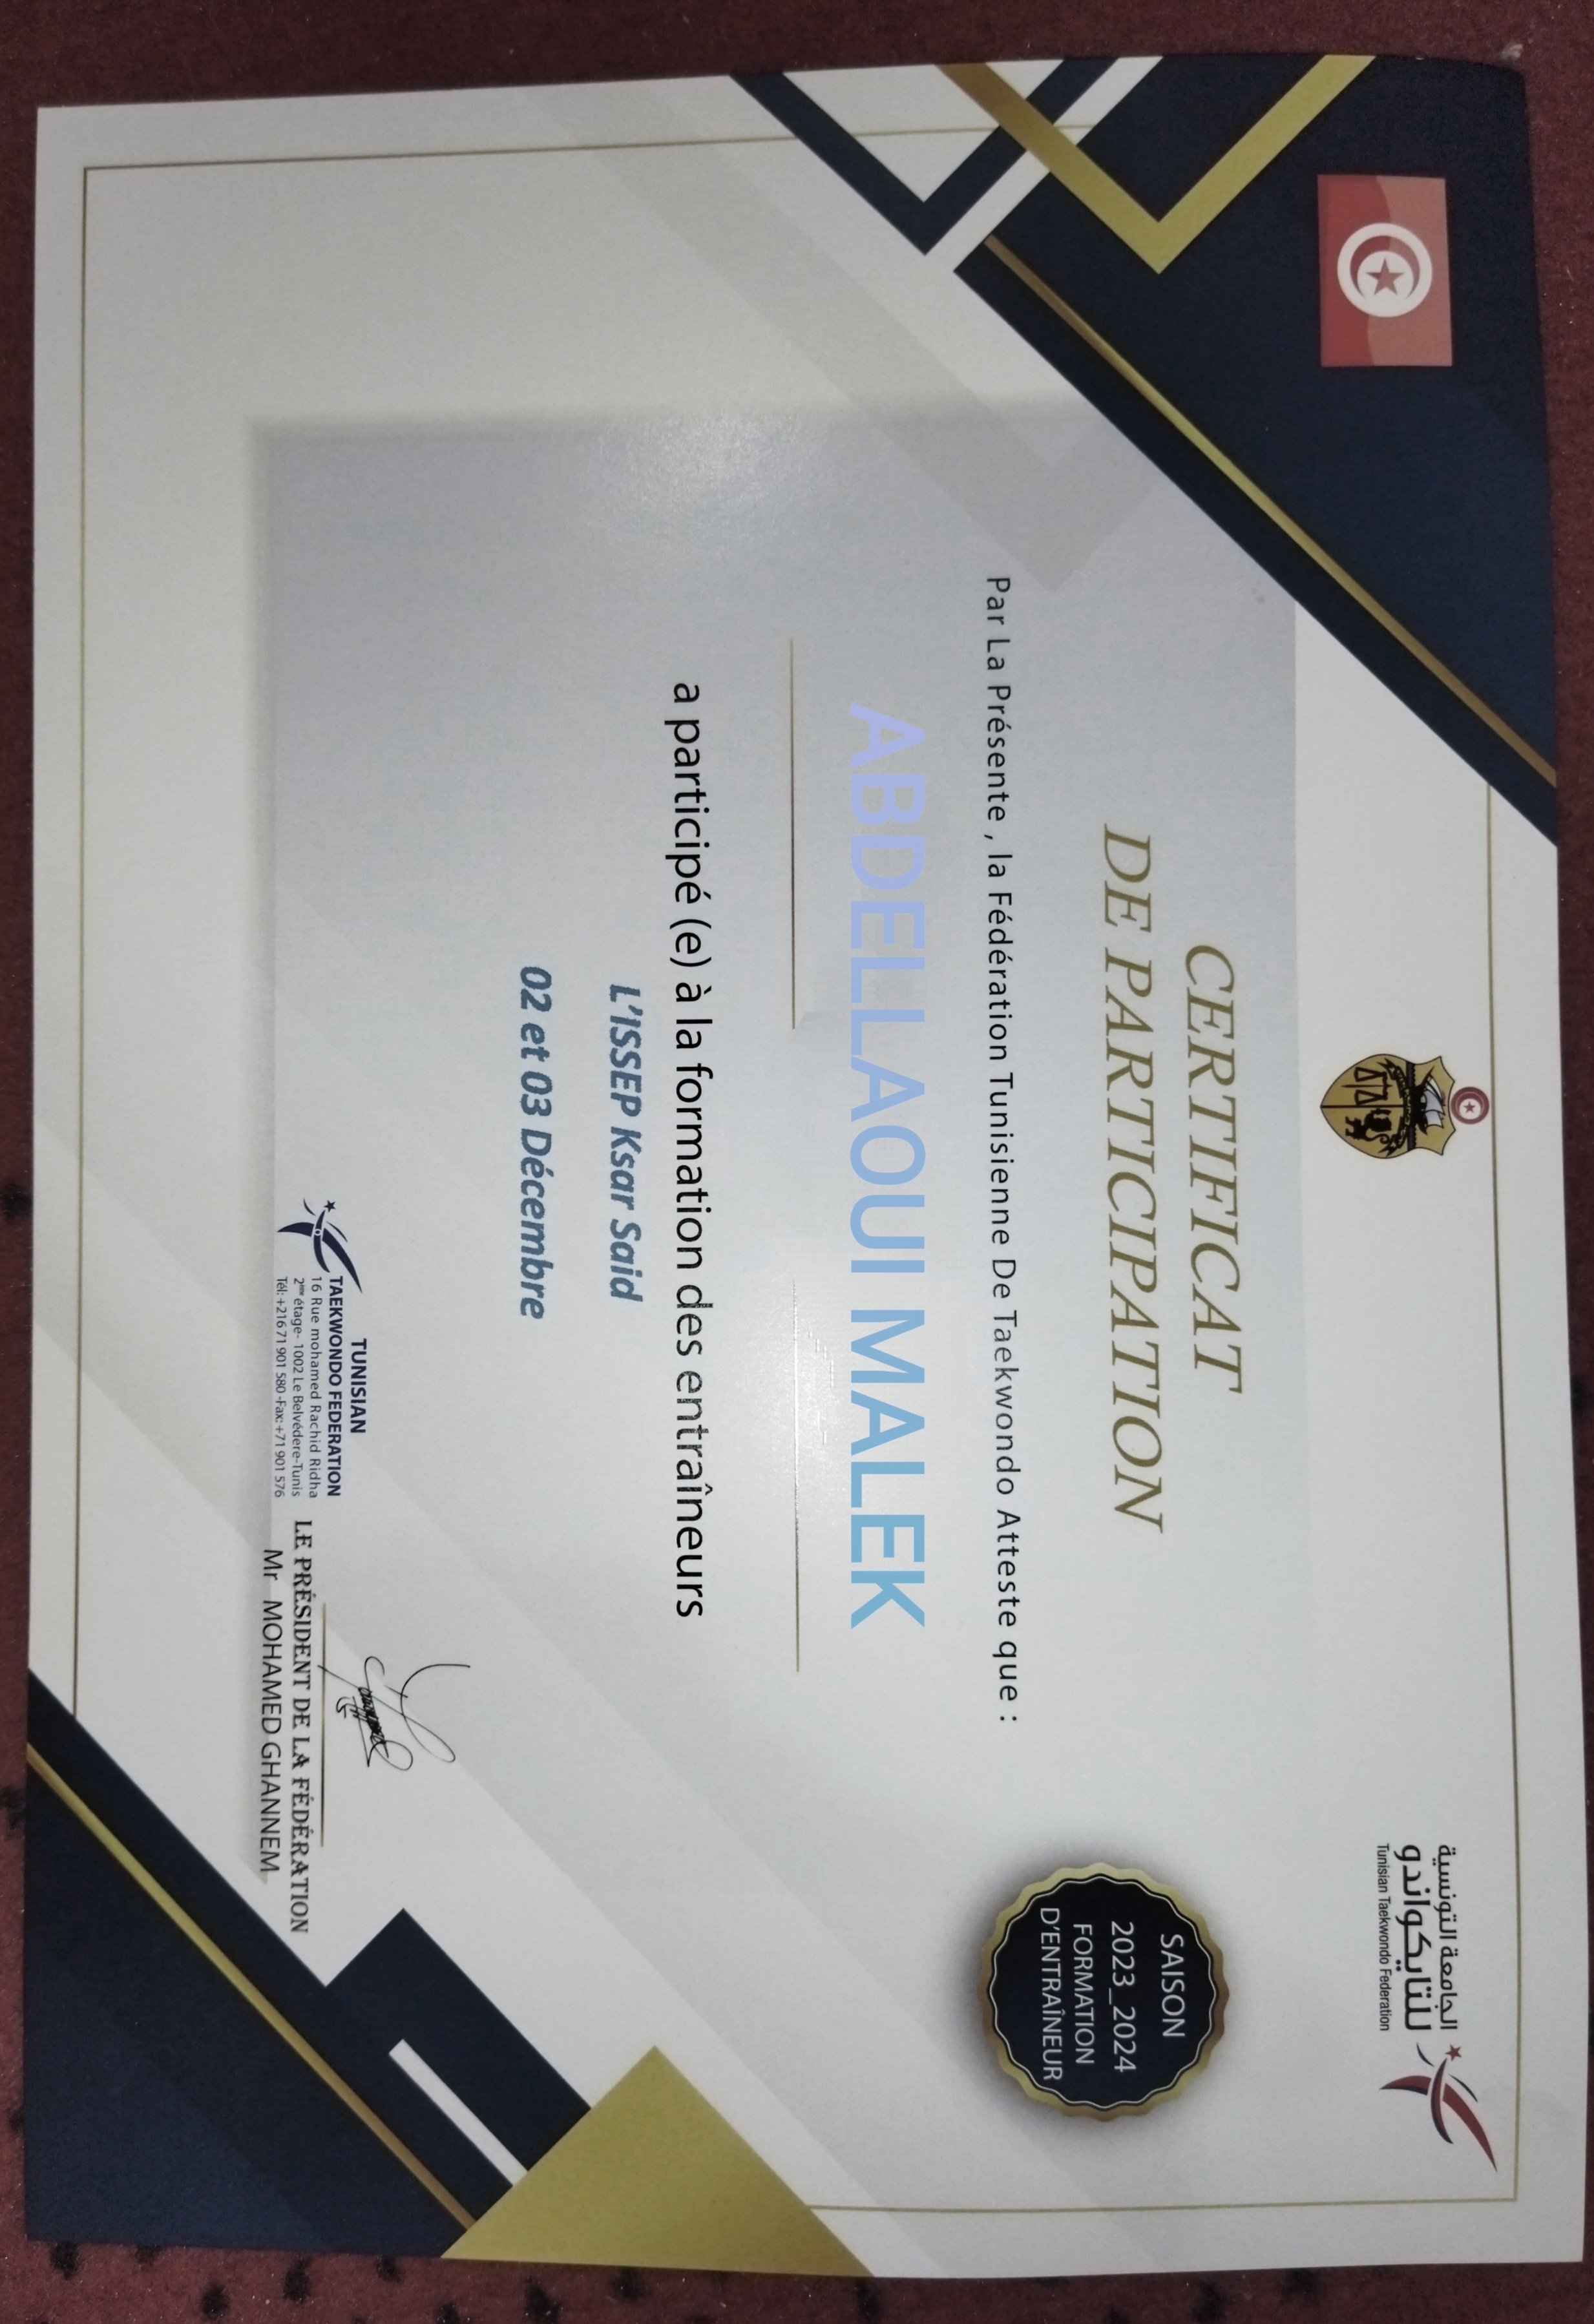 الجامعة التونسية
للتايكواندو
Tunisian Taekwondo Federation
CERTIFICAT
DE PARTICIPATION
SAISON
2023_2024
FORMATION
D'ENTRAÎNEUR
Par La Présente , la Fédération Tunisienne De Taekwondo Atteste que :
ABDELLAOUI MALEK
a participé (e) à la formation des entraîneurs
L'ISSEP Ksar Said
02 et 03 Décembre
TUNISIAN
TAEKWONDO FEDERATION
16 Rue mohamed Rachid Ridha
2ème étage- 1002 Le Belvédere-Tunis
Tél: +216 71 901 580 -Fax: +71 901 576
LE PRÉSIDENT DE LA FÉDÉRATION
Mr MOHAMED GHANNEM